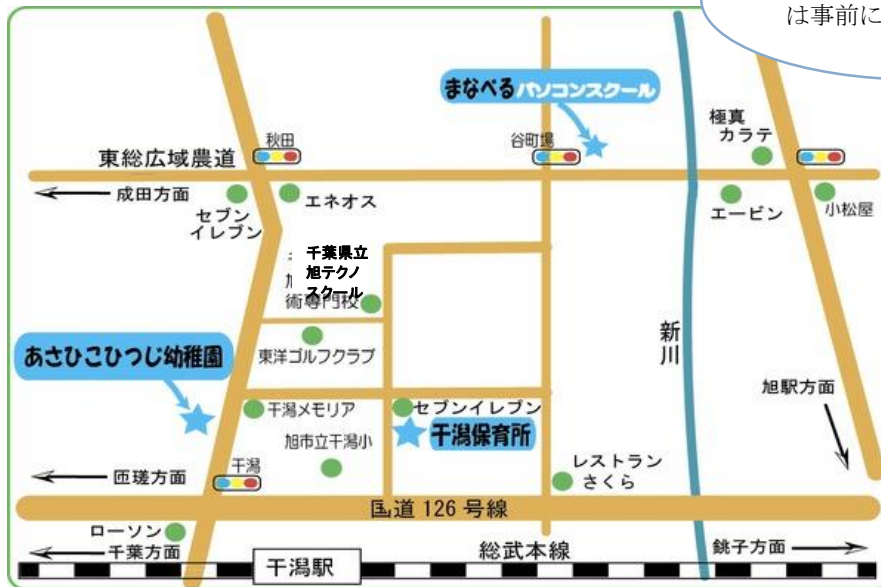 は事前に
まなべるパソコンスクール
極真
カラテ
秋田
谷町場
東総広域農道
成田方面
セブン
イレブン
エネオス
エービン
小松屋
千葉県立
旭テクノ
スクール
術専門校
東洋ゴルフクラブ
新
川
あさひこひつじ幼稚園
旭駅方面
干潟メモリア
セブンイレブン
旭市立干潟小
干潟保育所
干潟
匝瑳方面
レストラン
さくら
国道126号線
ローソン
千葉方面
総武本線
銚子方面
干潟駅